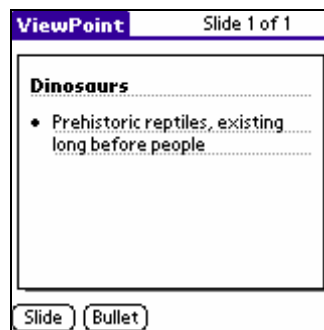 ViewPoint Slide 1 of 1
Dinosaurs
• Prehistoric reptiles, existing
long before people
Slide Bullet